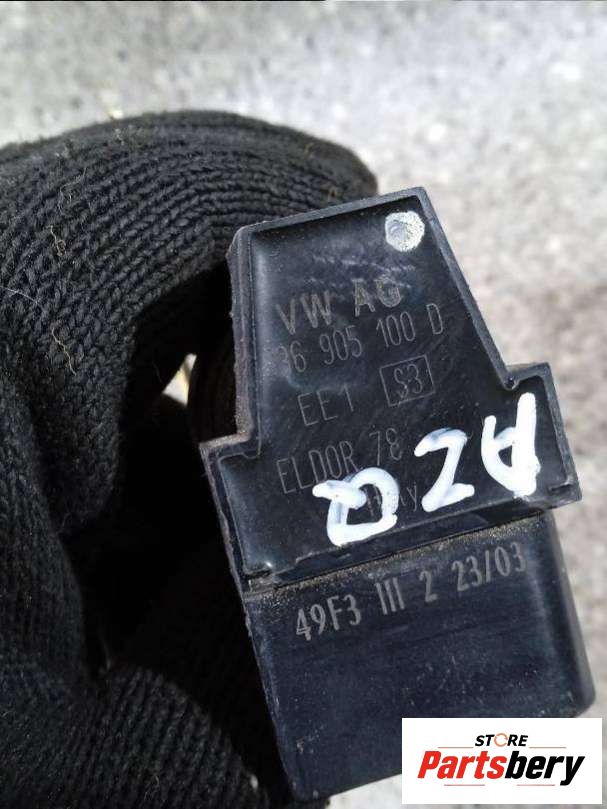 VW AG
36 905 100 D
EE1 S3
ELDOR 78
AZQ
49F3 III 2 23/03
STORE
Partsbery